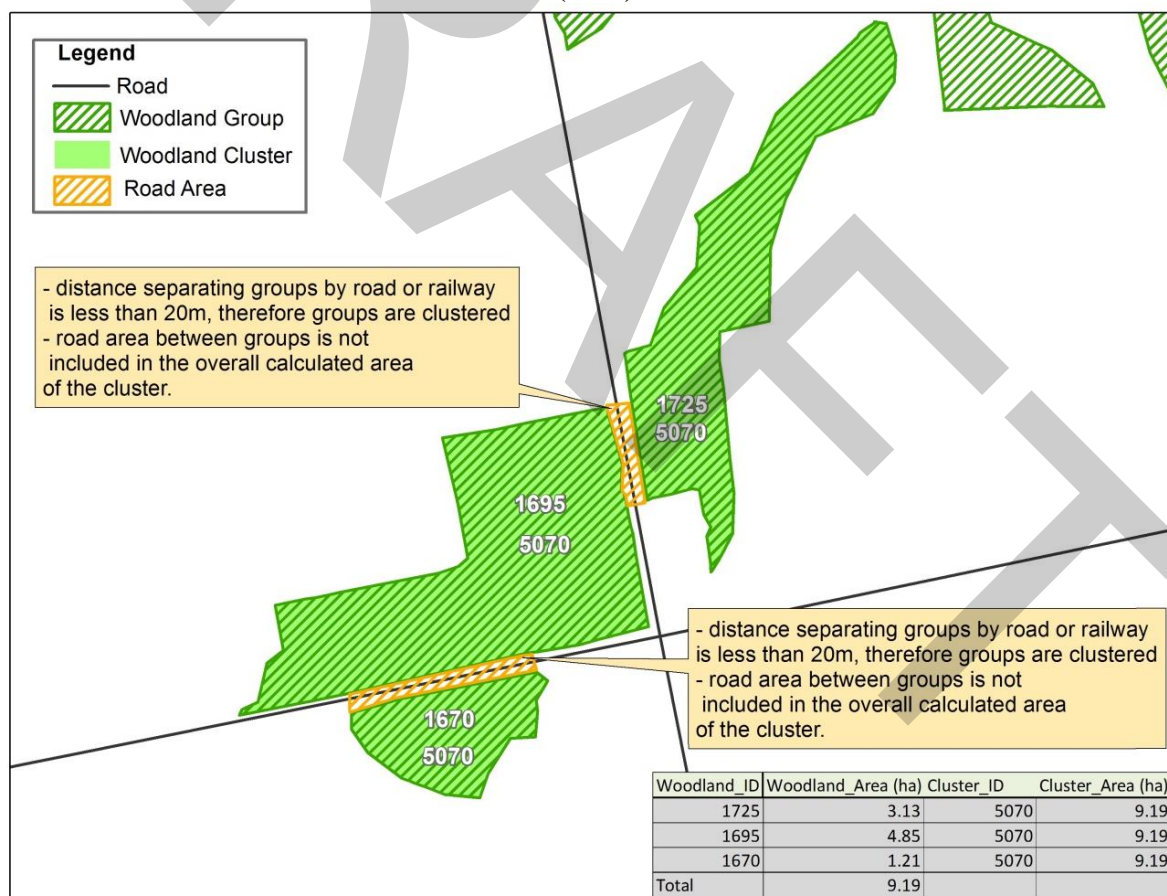 Legend
Road
Woodland Group
Woodland Cluster
Road Area
- distance separating groups by road or railway
is less than 20m, therefore groups are clustered
- road area between groups is not
included in the overall calculated area
of the cluster.
1725
5070
1695
5070
- distance separating groups by road or railway
is less than 20m, therefore groups are clustered
- road area between groups is not
included in the overall calculated area
of the cluster.
1670
5070
Woodland_ID Woodland_Area (ha) Cluster_ID Cluster_Area (ha)
1725 3.13 5070 9.19
1695 4.85 5070 9.19
1670 1.21 5070 9.19
Total 9.19